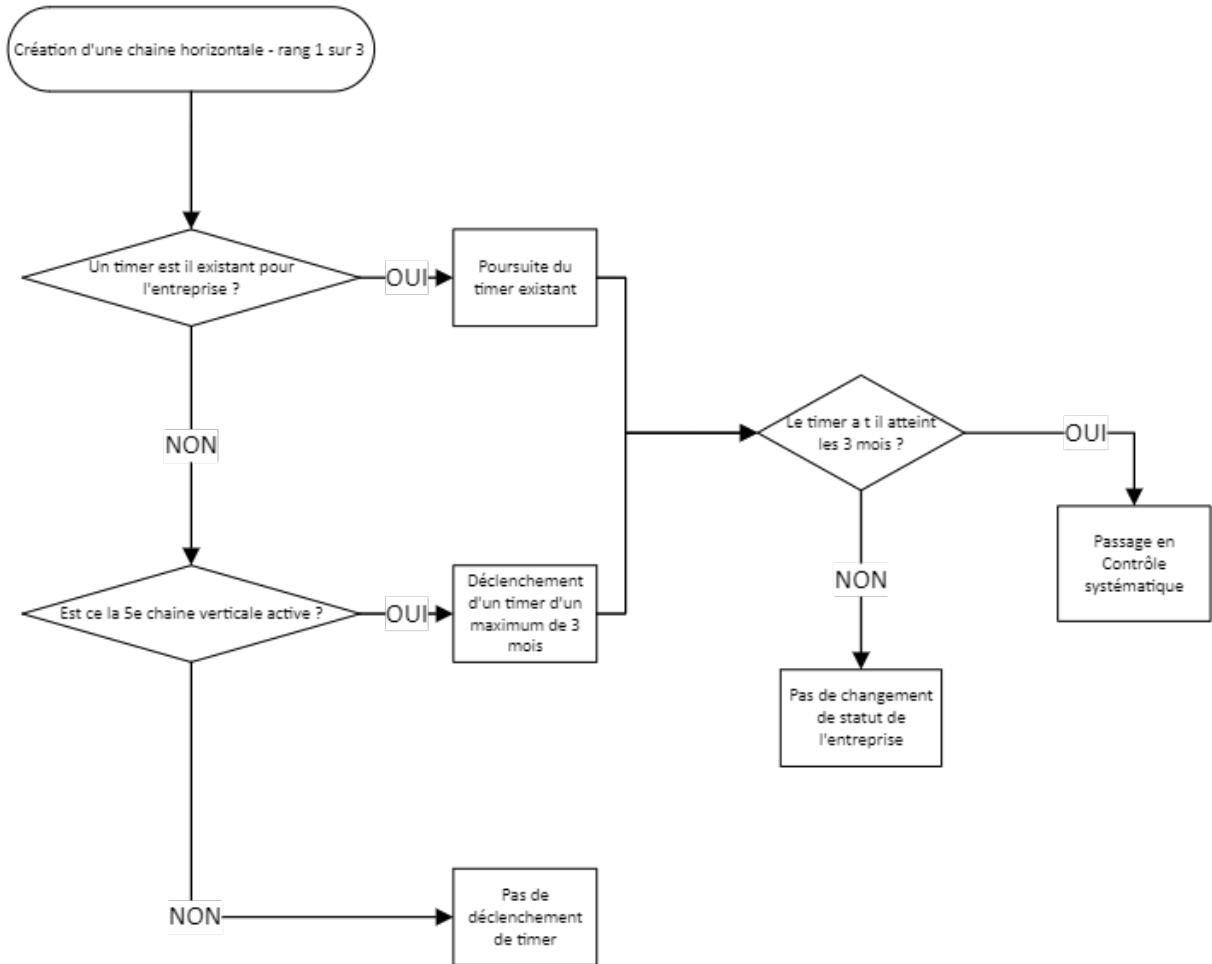 Création d'une chaine horizontale - rang 1 sur 3
Un timer est il existant pour
l'entreprise ?
OUI
Poursuite du
timer existant
NON
Le timer a t il atteint
les 3 mois ?
OUI
Passage en
Contrôle
systématique
NON
Pas de changement
de statut de
l'entreprise
Est ce la 5e chaine verticale active ?
OUI
Déclenchement
d'un timer d'un
maximum de 3
mois
NON
Pas de
déclenchement
de timer